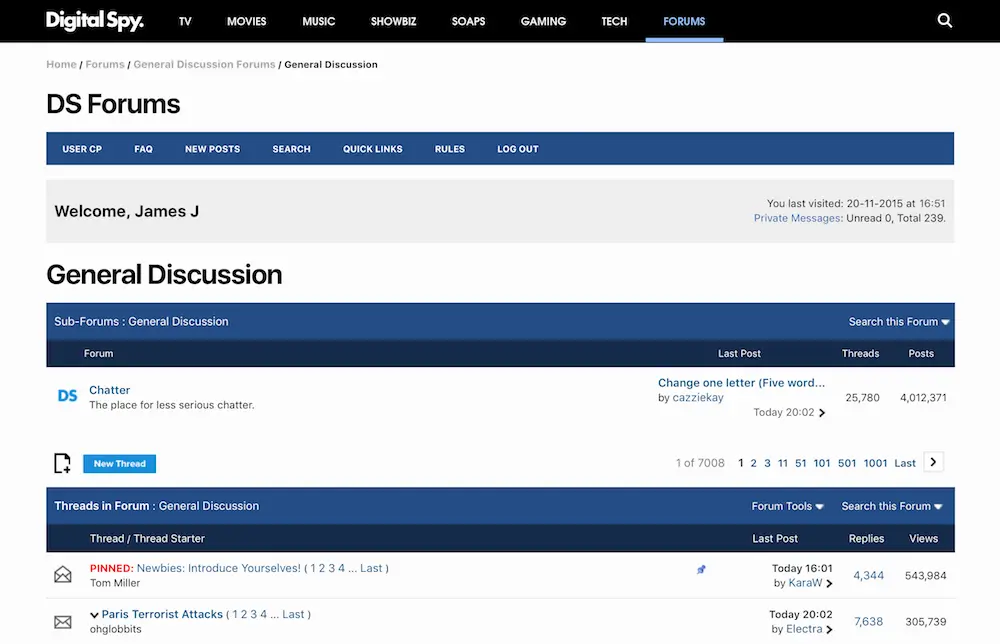 Digital Spy. TV MOVIES MUSIC SHOWBIZ SOAPS GAMING TECH FORUMS
Home / Forums / General Discussion Forums / General Discussion
DS Forums
USER CP FAQ NEW POSTS SEARCH QUICK LINKS RULES LOG OUT
Welcome, James J
You last visited: 20-11-2015 at 16:51
Private Messages: Unread 0, Total 239.
General Discussion
Sub-Forums : General Discussion Search this Forum
Forum Last Post Threads Posts
DS Chatter
The place for less serious chatter.
Change one letter (Five word...
by cazziekay
Today 20:02
25,780 4,012,371
New Thread 1 of 7008 1 2 3 11 51 101 501 1001 Last >
Threads in Forum : General Discussion Forum Tools Search this Forum
Thread / Thread Starter Last Post Replies Views
PINNED: Newbies: Introduce Yourselves! ( 1 2 3 4 ... Last )
Tom Miller
Today 16:01
by KaraW
4,344 543,984
Paris Terrorist Attacks ( 1 2 3 4 ... Last )
ohglobbits
Today 20:02
by Electra
7,638 305,739